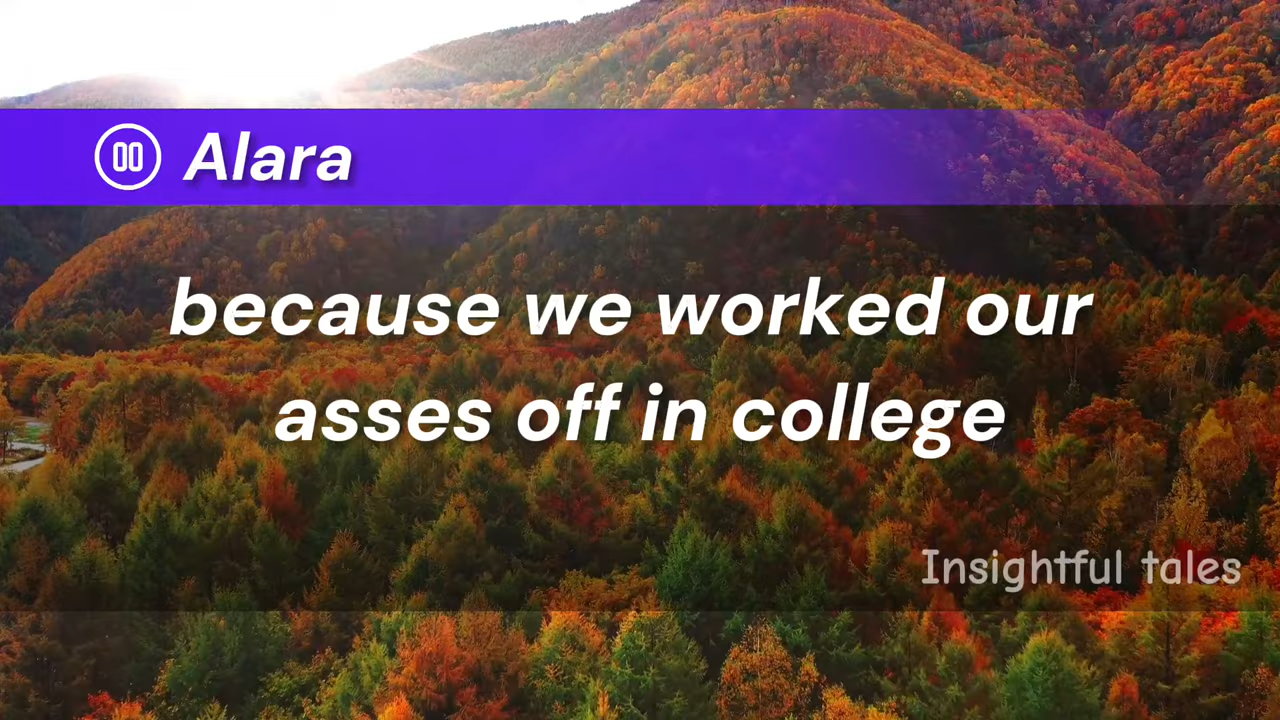 Alara
because we worked our
asses off in college
Insightful tales